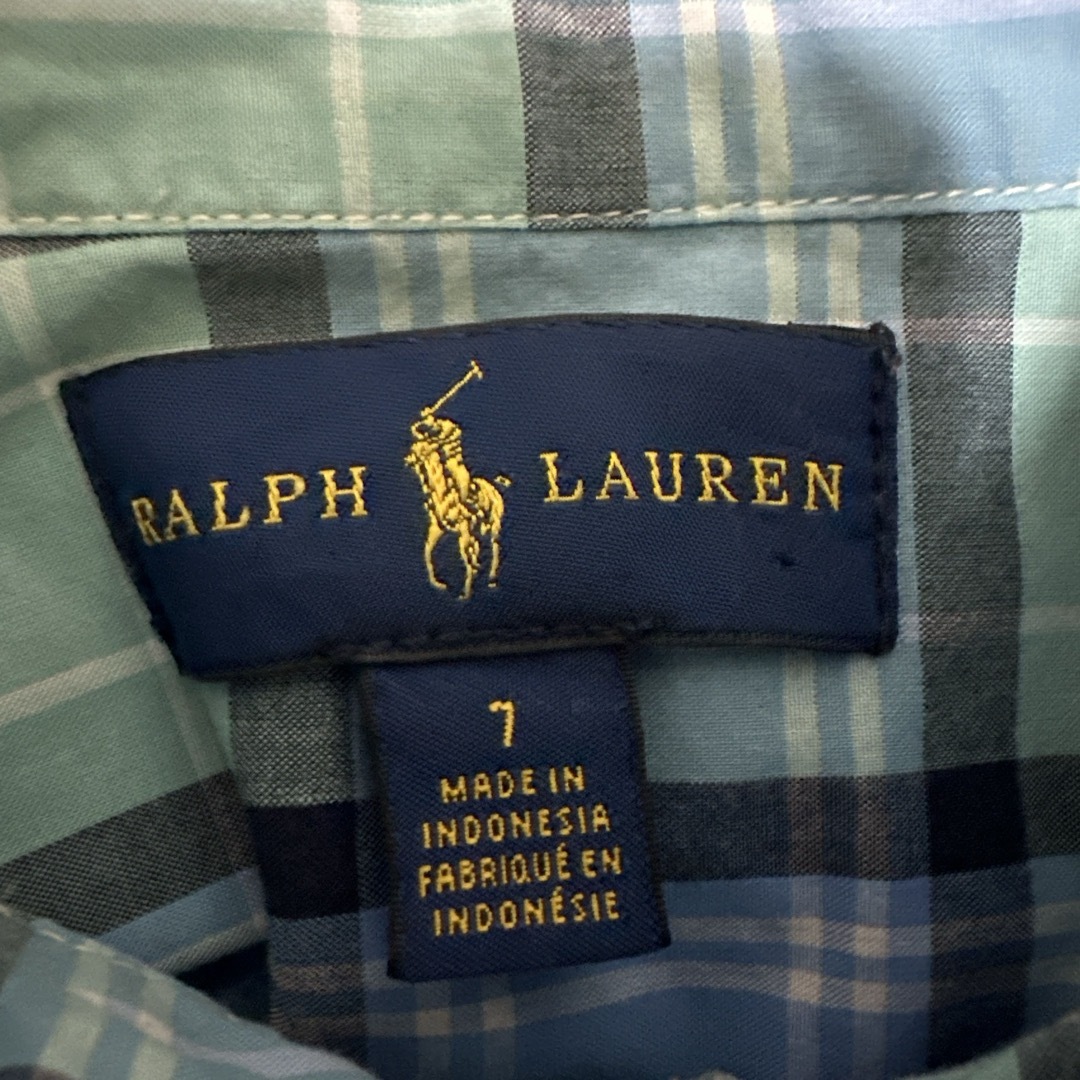 RALPH LAUREN
7
MADE IN
INDONESIA
FABRIQUÉ EN
INDONÉSIE